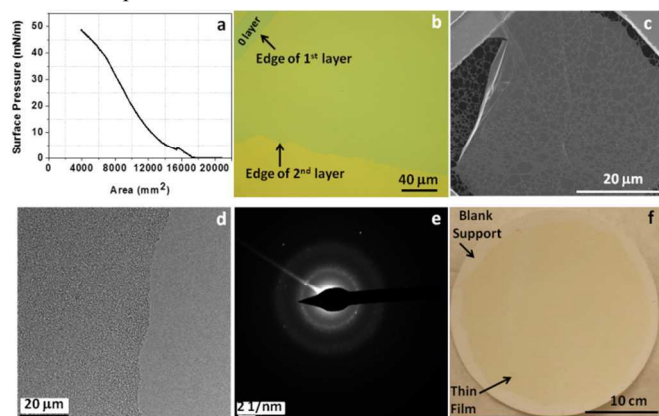 a
Surface Pressure (mN/m)
50
40
30
20
10
0
0 4000 8000 12000 16000 20000
Area (mm²)
b
0 layer
Edge of 1st layer
Edge of 2nd layer
40 µm
c
20 µm
d
20 µm
e
2 1/nm
f
Blank
Support
Thin
Film
10 cm